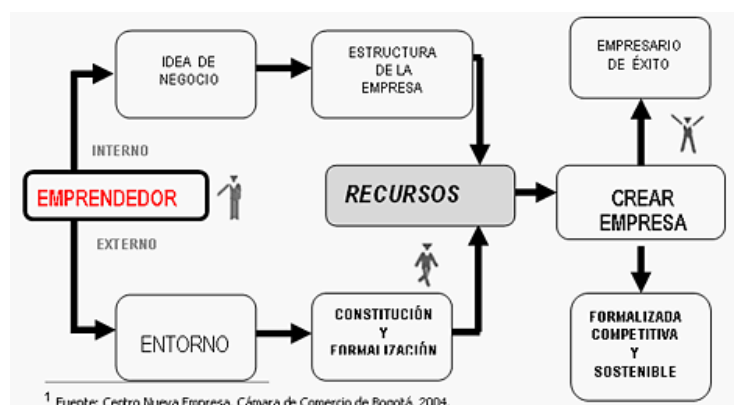 IDEA DE
NEGOCIO
ESTRUCTURA
DE LA
EMPRESA
EMPRESARIO
DE ÉXITO
INTERNO
EMPRENDEDOR
RECURSOS
CREAR
EMPRESA
EXTERNO
ENTORNO
CONSTITUCIÓN
Y
FORMALIZACIÓN
FORMALIZADA
COMPETITIVA
Y
SOSTENIBLE
1 Fuente: Centro Nueva Empresa. Cámara de Comercio de Bogotá. 2004.